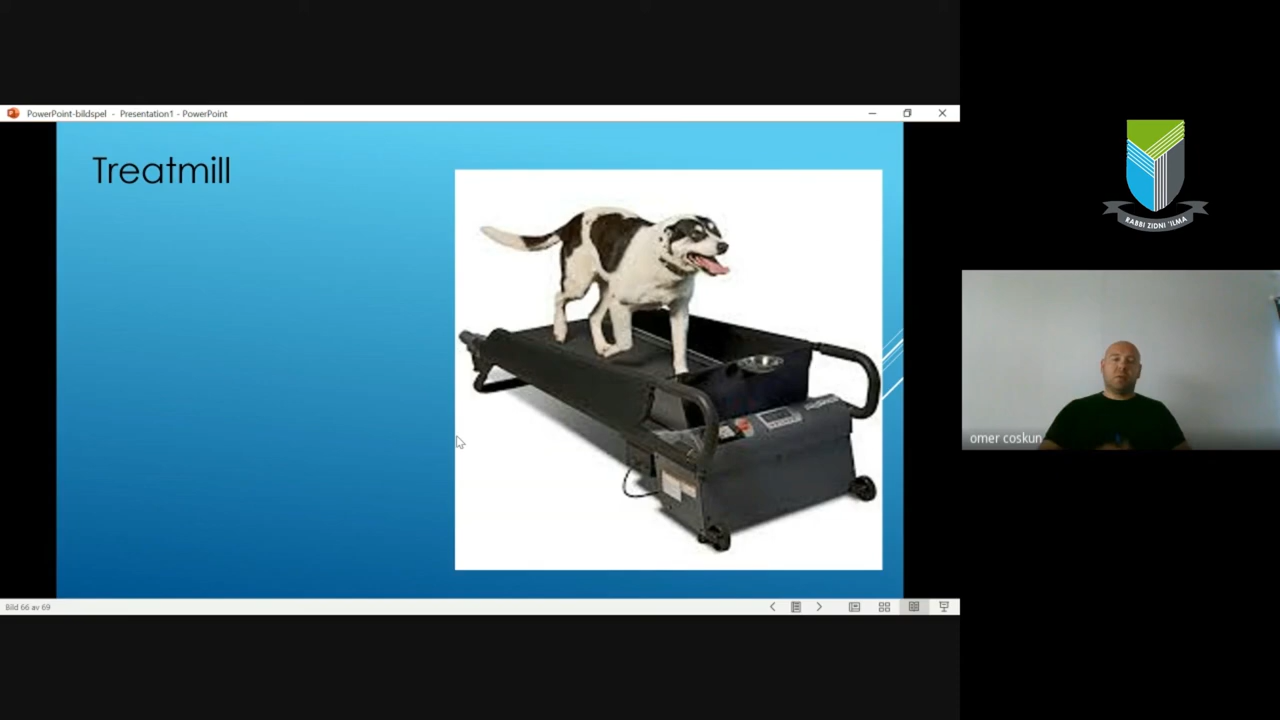 PowerPoint-bildspel - Presentation1 - PowerPoint
Treatmill
RABBI ZIDNI 'ILMA
omer coskun
Bild 66 av 69